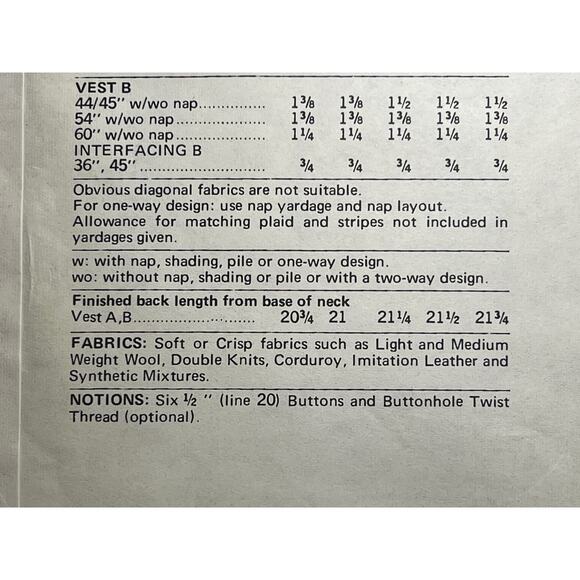 VEST B
44/45" w/wo nap............... 1⅜ 1⅜ 1½ 1½ 1½
54" w/wo nap.................... 1⅜ 1⅜ 1⅜ 1⅜ 1⅜
60" w/wo nap.................... 1¼ 1¼ 1¼ 1¼ 1¼
INTERFACING B
36", 45" ............................ ¾ ¾ ¾ ¾ ¾
Obvious diagonal fabrics are not suitable.
For one-way design: use nap yardage and nap layout.
Allowance for matching plaid and stripes not included in
yardages given.
w: with nap, shading, pile or one-way design.
wo: without nap, shading or pile or with a two-way design.
Finished back length from base of neck
Vest A,B........................... 20¾ 21 21¼ 21½ 21¾
FABRICS: Soft or Crisp fabrics such as Light and Medium
Weight Wool, Double Knits, Corduroy, Imitation Leather and
Synthetic Mixtures.
NOTIONS: Six ½ " (line 20) Buttons and Buttonhole Twist
Thread (optional).